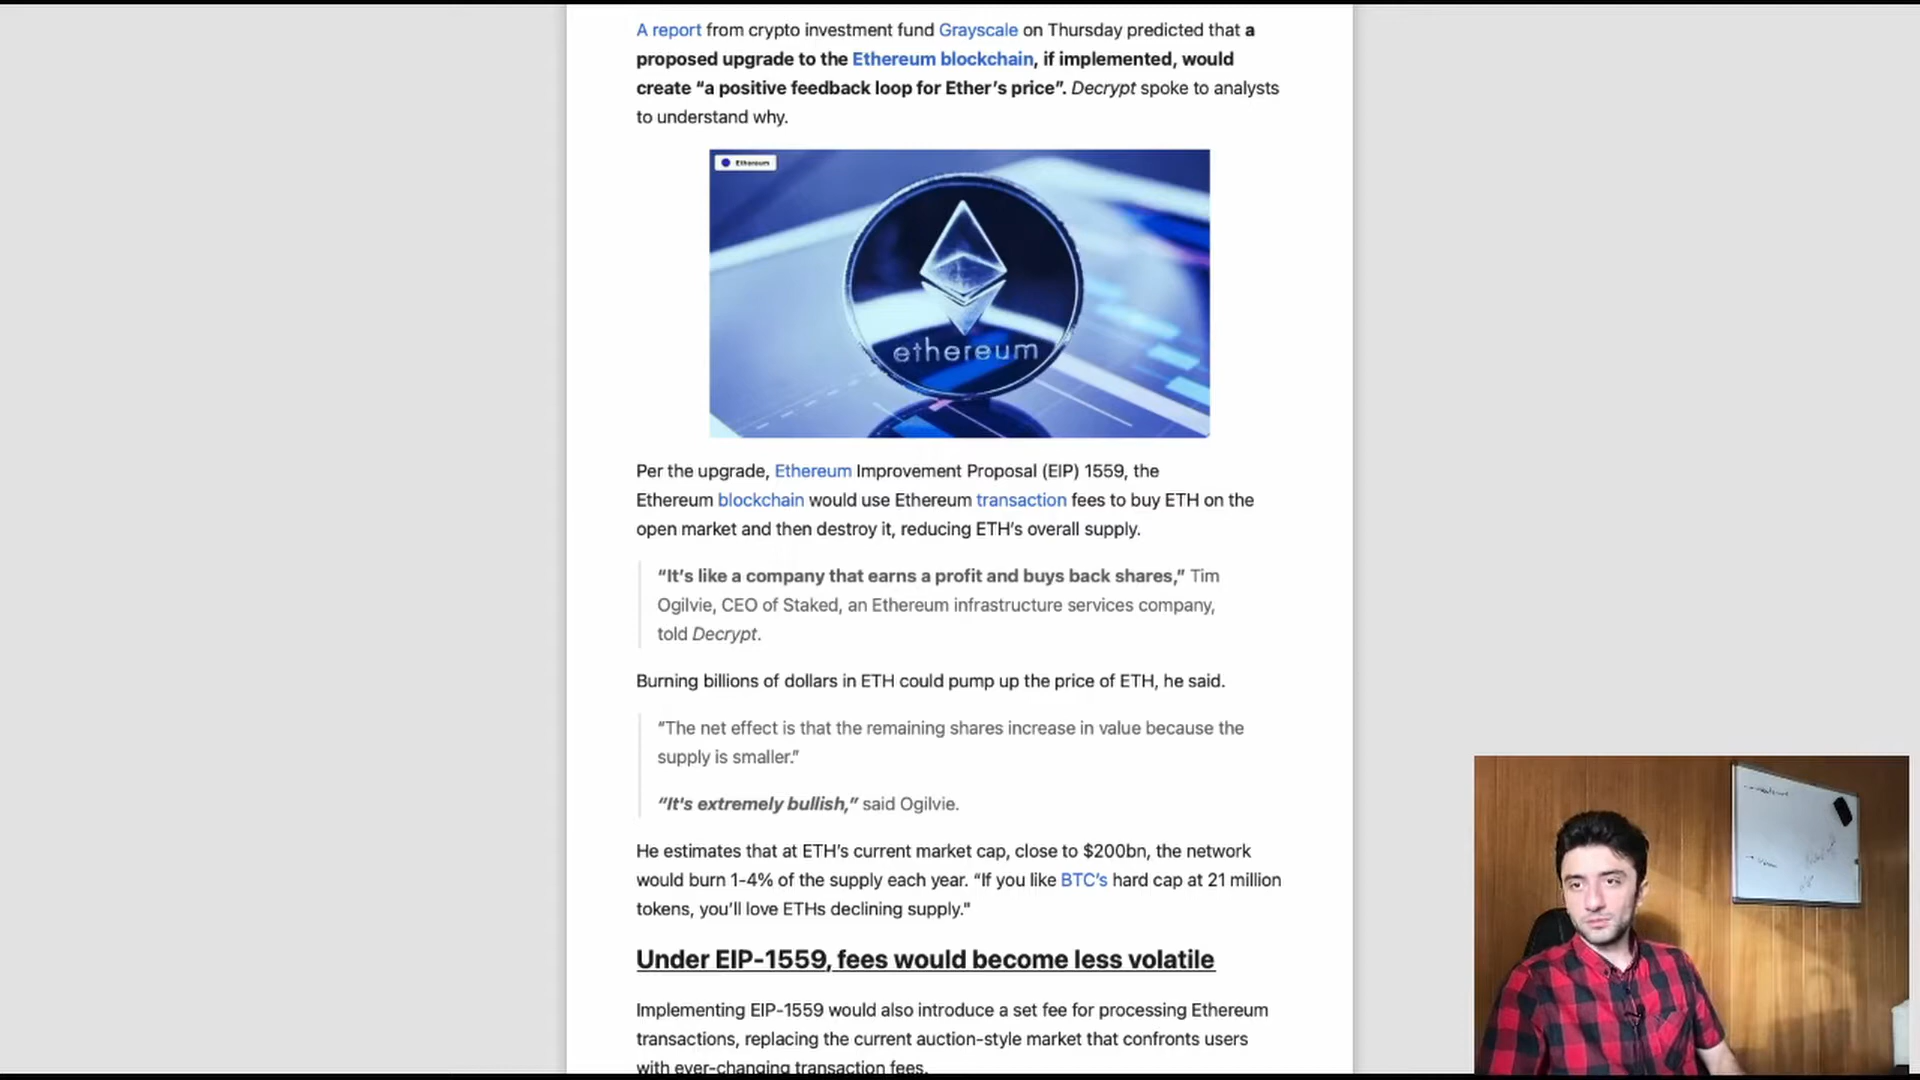 A report from crypto investment fund Grayscale on Thursday predicted that a
proposed upgrade to the Ethereum blockchain, if implemented, would
create “a positive feedback loop for Ether’s price”. Decrypt spoke to analysts
to understand why.
Ethereum
ethereum
Per the upgrade, Ethereum Improvement Proposal (EIP) 1559, the
Ethereum blockchain would use Ethereum transaction fees to buy ETH on the
open market and then destroy it, reducing ETH’s overall supply.
“It’s like a company that earns a profit and buys back shares,” Tim
Ogilvie, CEO of Staked, an Ethereum infrastructure services company,
told Decrypt.
Burning billions of dollars in ETH could pump up the price of ETH, he said.
“The net effect is that the remaining shares increase in value because the
supply is smaller.”
“It's extremely bullish,” said Ogilvie.
He estimates that at ETH’s current market cap, close to $200bn, the network
would burn 1-4% of the supply each year. “If you like BTC’s hard cap at 21 million
tokens, you’ll love ETHs declining supply."
Under EIP-1559, fees would become less volatile
Implementing EIP-1559 would also introduce a set fee for processing Ethereum
transactions, replacing the current auction-style market that confronts users
with ever-changing transaction fees.